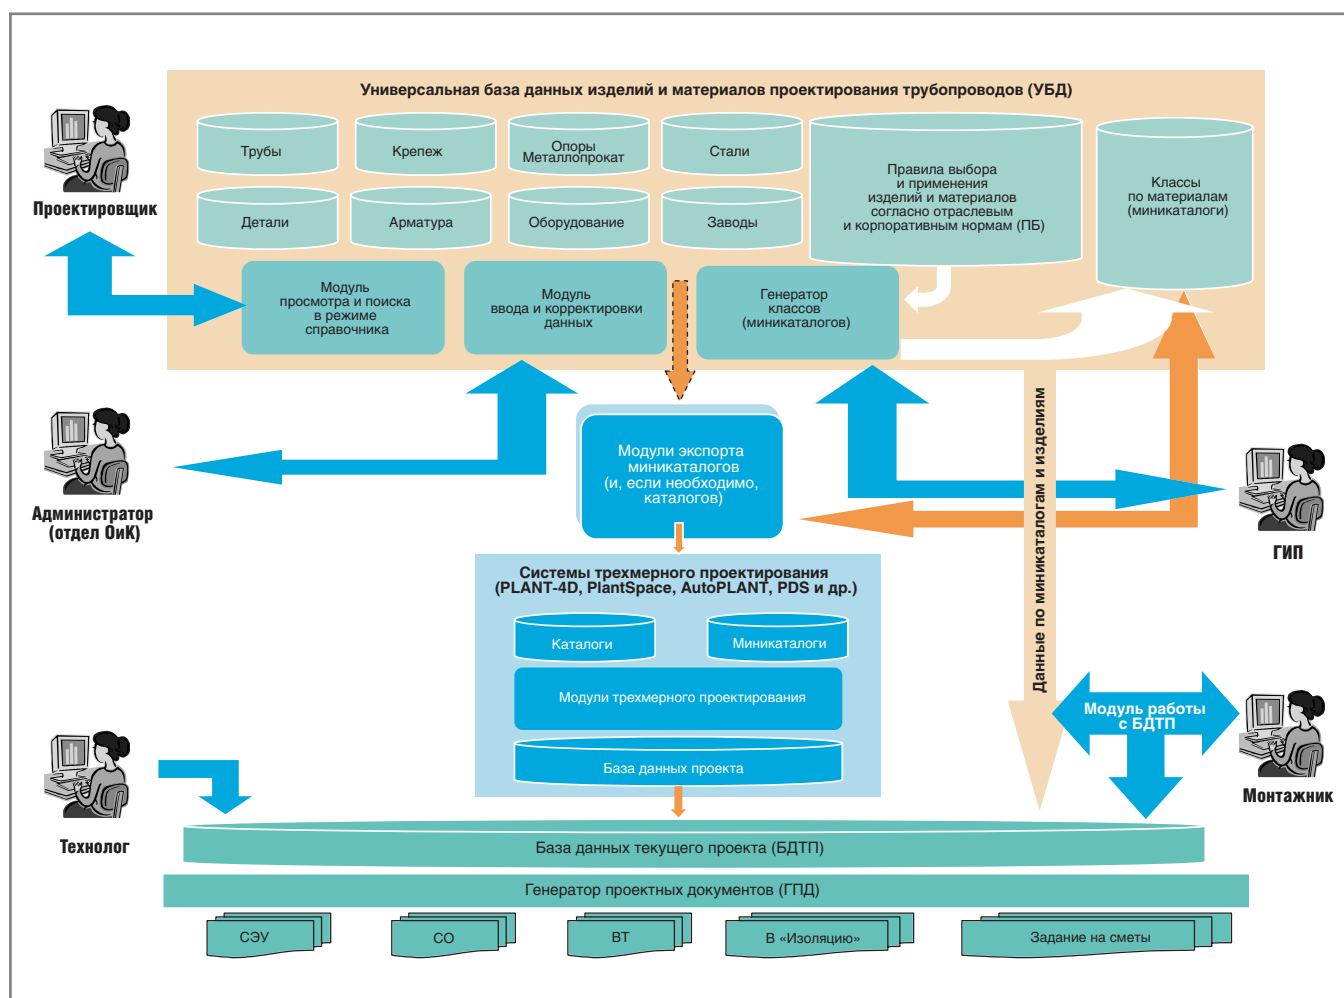 Универсальная база данных изделий и материалов проектирования трубопроводов (УБД)
Трубы
Крепеж
Опоры
Металлопрокат
Стали
Правила выбора
и применения
изделий и материалов
согласно отраслевым
и корпоративным нормам (ПБ)
Классы
по материалам
(миникаталоги)
Детали
Арматура
Оборудование
Заводы
Проектировщик
Модуль
просмотра и поиска
в режиме
справочника
Модуль
ввода и корректировки
данных
Генератор
классов
(миникаталогов)
Администратор
(отдел ОиК)
Модули экспорта
миникаталогов
(и, если необходимо,
каталогов)
Данные по миникаталогам и изделиям
ГИП
Системы трехмерного проектирования
(PLANT-4D, PlantSpace, AutoPLANT, PDS и др.)
Каталоги
Миникаталоги
Модули трехмерного проектирования
База данных проекта
Модуль работы
с БДТП
Монтажник
Технолог
База данных текущего проекта (БДТП)
Генератор проектных документов (ГПД)
СЭУ
СО
ВТ
В «Изоляцию»
Задание на сметы